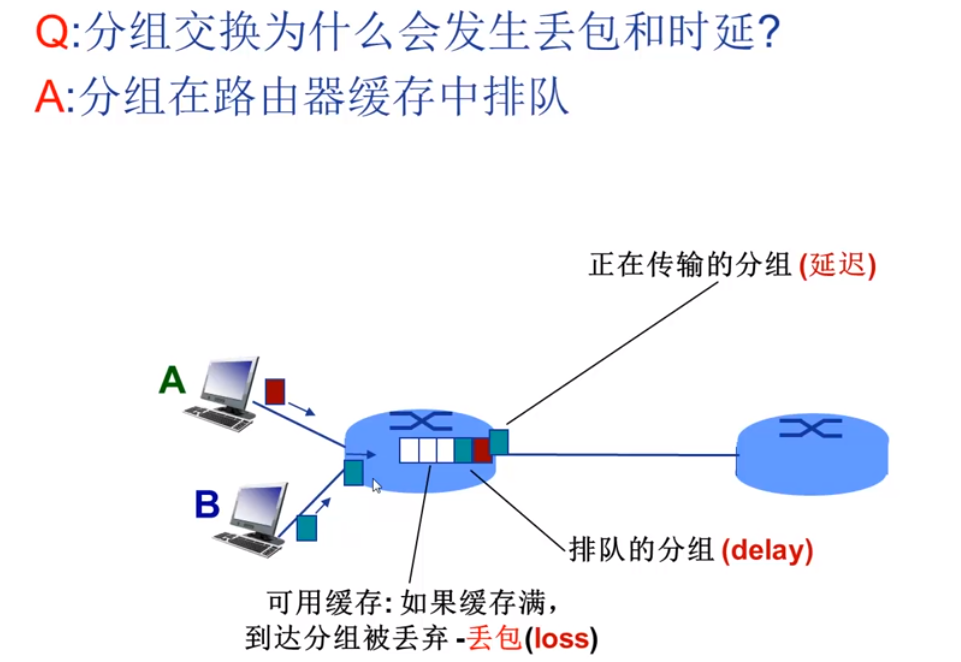 Q:分组交换为什么会发生丢包和时延?
A:分组在路由器缓存中排队
正在传输的分组 (延迟)
A
B
排队的分组 (delay)
可用缓存: 如果缓存满，
到达分组被丢弃 -丢包(loss)